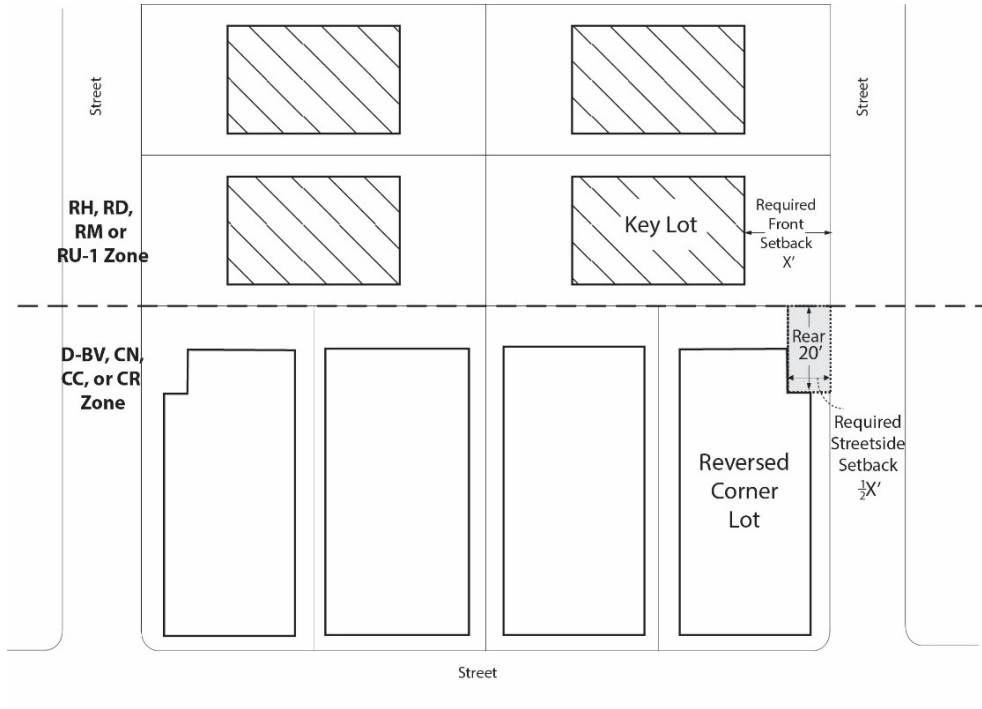 Street
Street
RH, RD,
RM or
RU-1 Zone
Key Lot
Required
Front
Setback
X'
D-BV, CN,
CC, or CR
Zone
Rear
20'
Required
Streetside
Setback
½X'
Reversed
Corner
Lot
Street